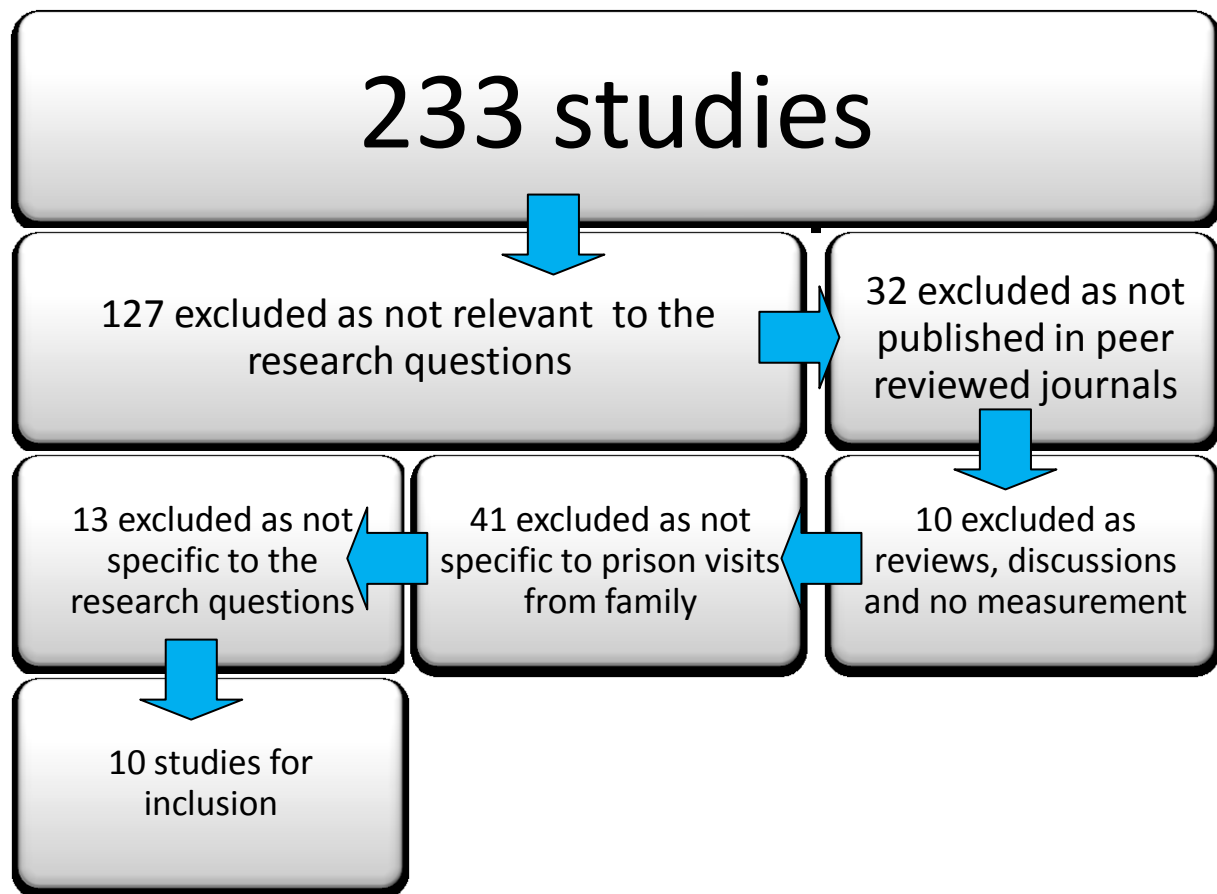 233 studies
127 excluded as not relevant to the
research questions
32 excluded as not
published in peer
reviewed journals
10 excluded as
reviews, discussions
and no measurement
41 excluded as not
specific to prison visits
from family
13 excluded as not
specific to the
research questions
10 studies for
inclusion